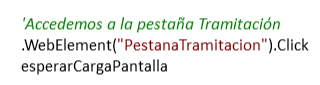 'Accedemos a la pestaña Tramitación
.WebElement("PestanaTramitacion").Click
esperarCargaPantalla